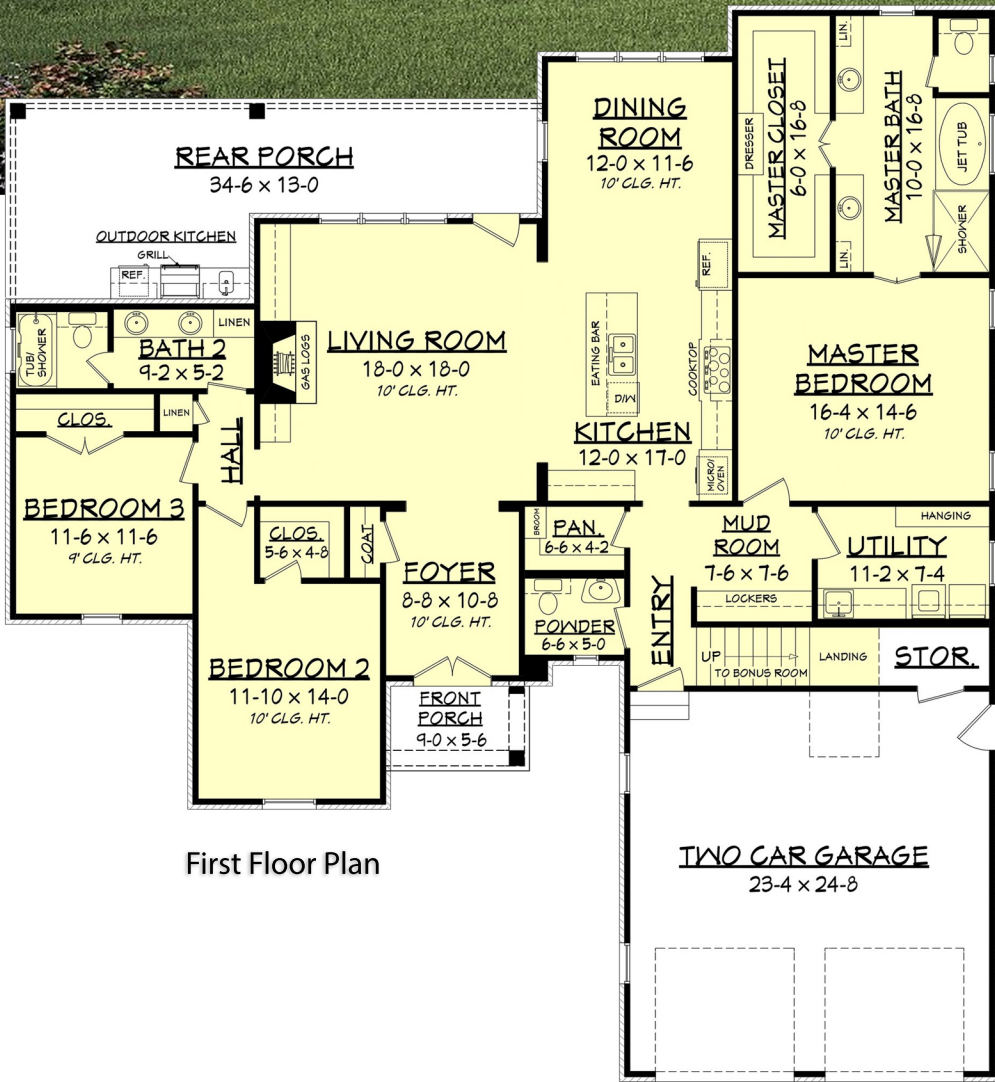 REAR PORCH
34-6 x 13-0
OUTDOOR KITCHEN
GRILL
REF.
DINING
ROOM
12-0 x 11-6
10' CLG. HT.
MASTER CLOSET
6-0 x 16-8
DRESSER
LIN.
LIN.
MASTER BATH
10-0 x 16-8
JET TUB
SHOWER
TUB/
SHOWER
LINEN
BATH 2
9-2 x 5-2
CLOS.
LINEN
HALL
GAS LOGS
LIVING ROOM
18-0 x 18-0
10' CLG. HT.
REF.
EATING BAR
D/W
COOKTOP
KITCHEN
12-0 x 17-0
MICRO/
OVEN
MASTER
BEDROOM
16-4 x 14-6
10' CLG. HT.
BEDROOM 3
11-6 x 11-6
9' CLG. HT.
CLOS.
5-6 x 4-8
COAT
FOYER
8-8 x 10-8
10' CLG. HT.
BROOM
PAN.
6-6 x 4-2
POWDER
6-6 x 5-0
ENTRY
MUD
ROOM
7-6 x 7-6
LOCKERS
HANGING
UTILITY
11-2 x 7-4
UP
TO BONUS ROOM
LANDING
STOR.
BEDROOM 2
11-10 x 14-0
10' CLG. HT.
FRONT
PORCH
9-0 x 5-6
TWO CAR GARAGE
23-4 x 24-8
First Floor Plan